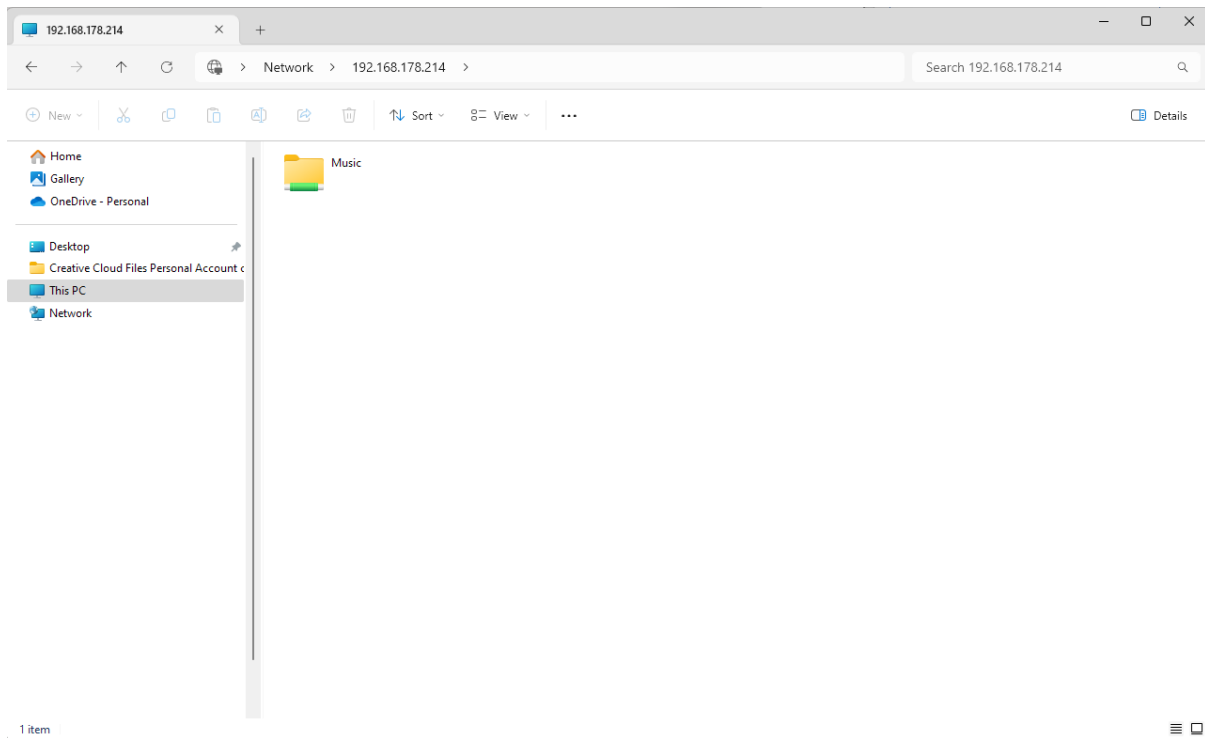 192.168.178.214
Network > 192.168.178.214 >
Search 192.168.178.214
New
Sort
View
Details
Home
Gallery
OneDrive - Personal
Desktop
Creative Cloud Files Personal Account
This PC
Network
Music
1 item